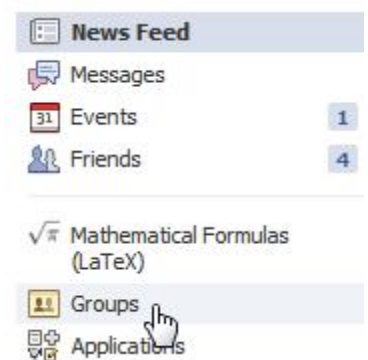 News Feed
Messages
31 Events 1
Friends 4
√π Mathematical Formulas
(LaTeX)
Groups
Applications